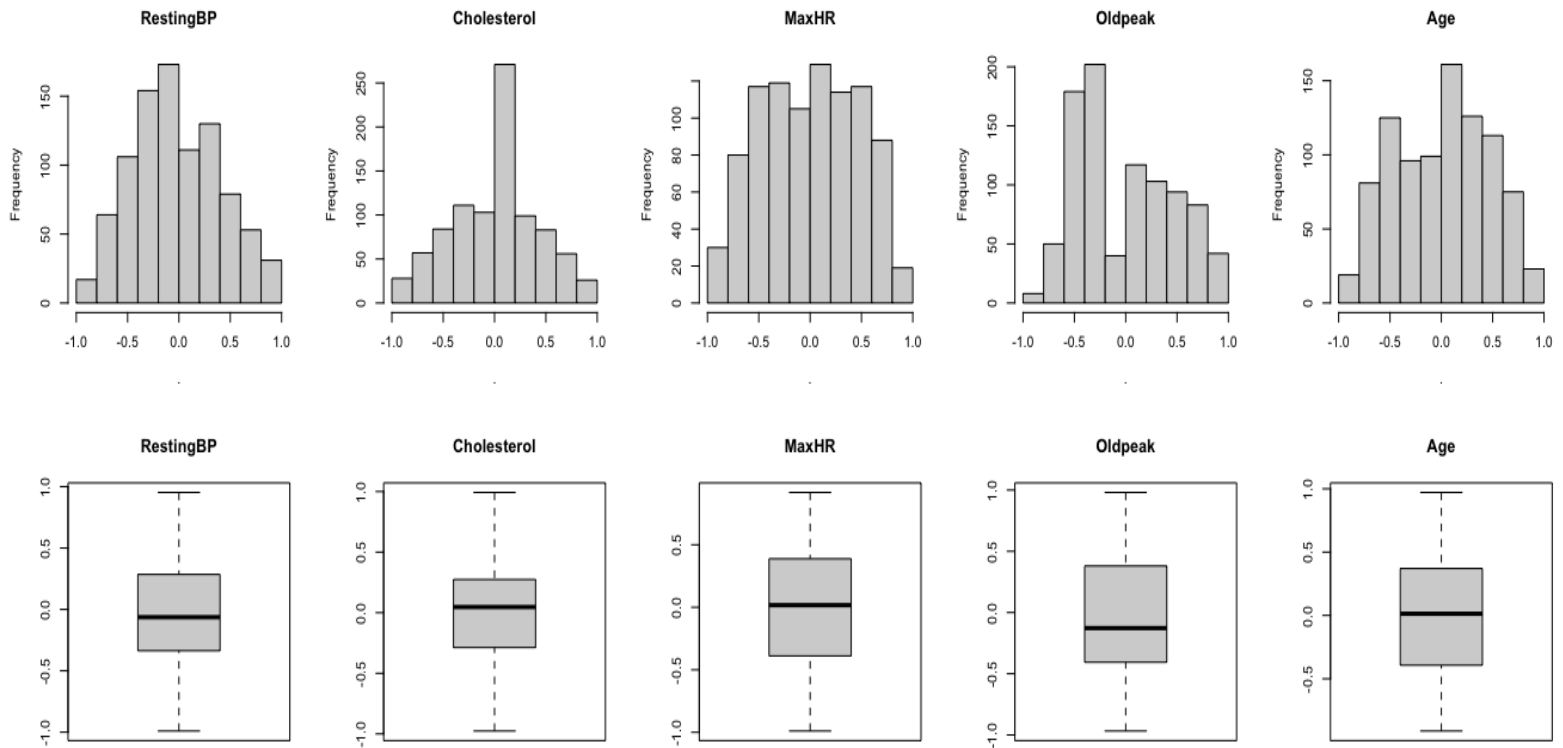 RestingBP Cholesterol MaxHR Oldpeak Age
Frequency
0 50 100 150
-1.0 -0.5 0.0 0.5 1.0
Frequency
0 50 100 150 200 250
-1.0 -0.5 0.0 0.5 1.0
Frequency
0 20 40 60 80 100
-1.0 -0.5 0.0 0.5 1.0
Frequency
0 50 100 150 200
-1.0 -0.5 0.0 0.5 1.0
Frequency
0 50 100 150
-1.0 -0.5 0.0 0.5 1.0
. . . . .
RestingBP Cholesterol MaxHR Oldpeak Age
-1.0 -0.5 0.0 0.5 1.0
-1.0 -0.5 0.0 0.5 1.0
-1.0 -0.5 0.0 0.5
-1.0 -0.5 0.0 0.5 1.0
-0.5 0.0 0.5 1.0